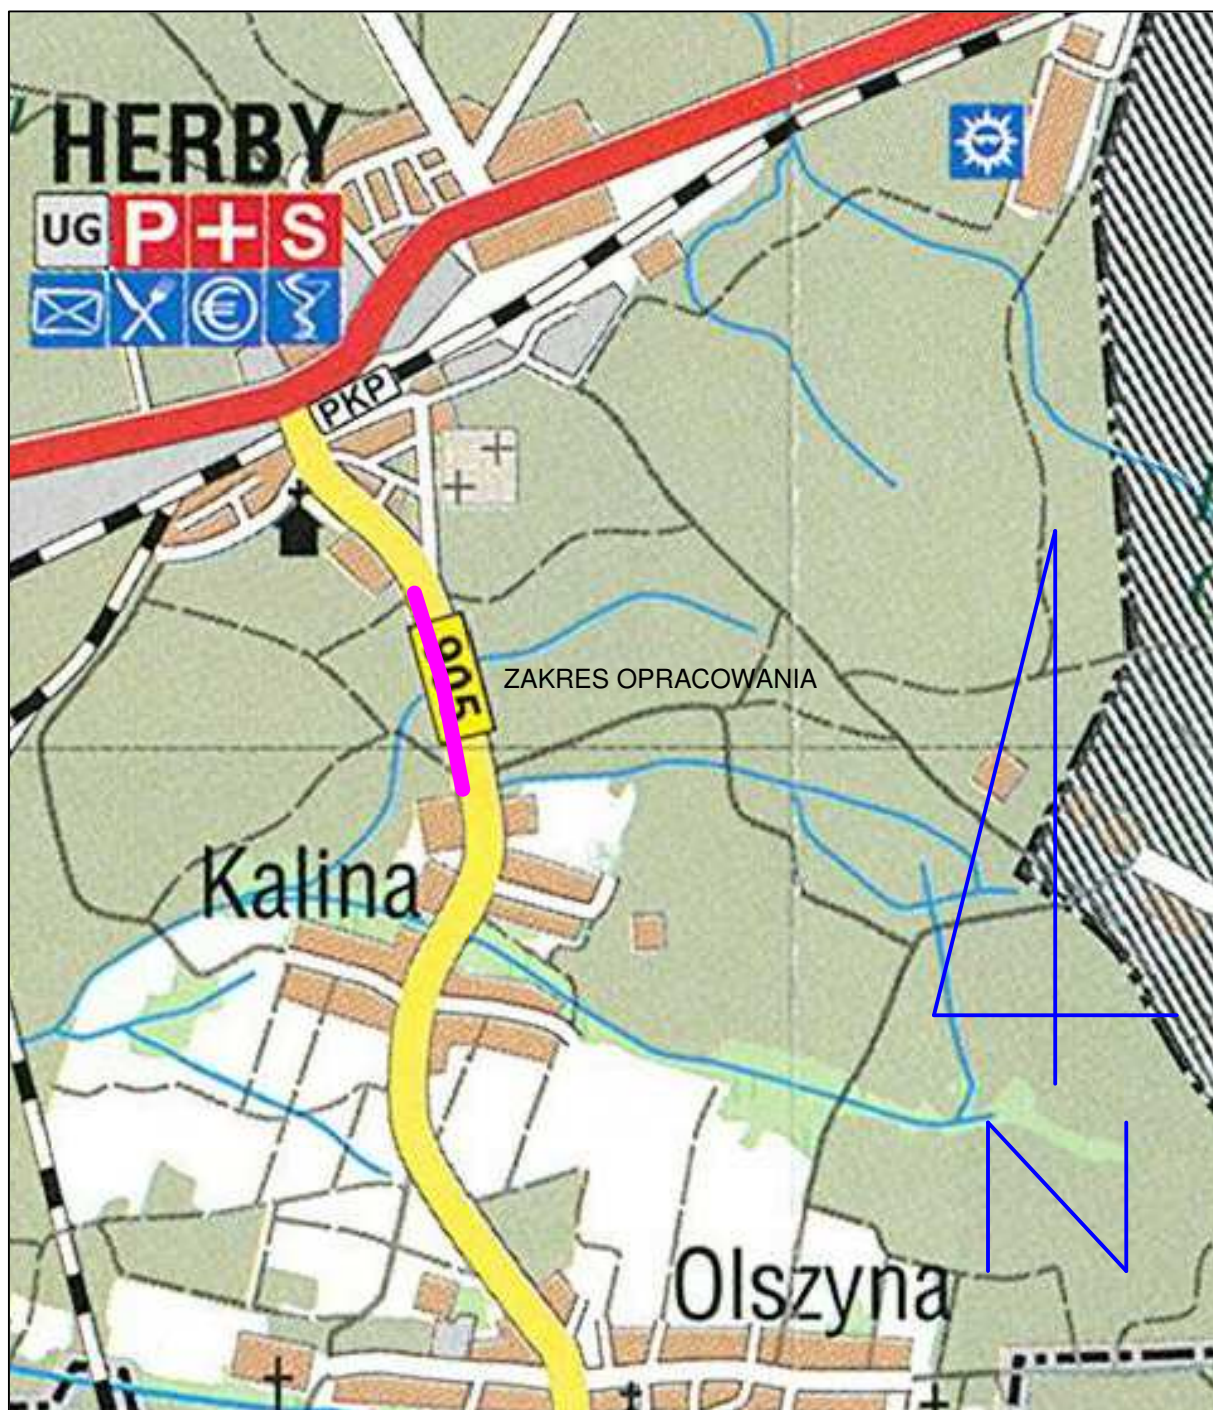 HERBY
UG P + S
€
PKP
905
ZAKRES OPRACOWANIA
Kalina
Olszyna
N